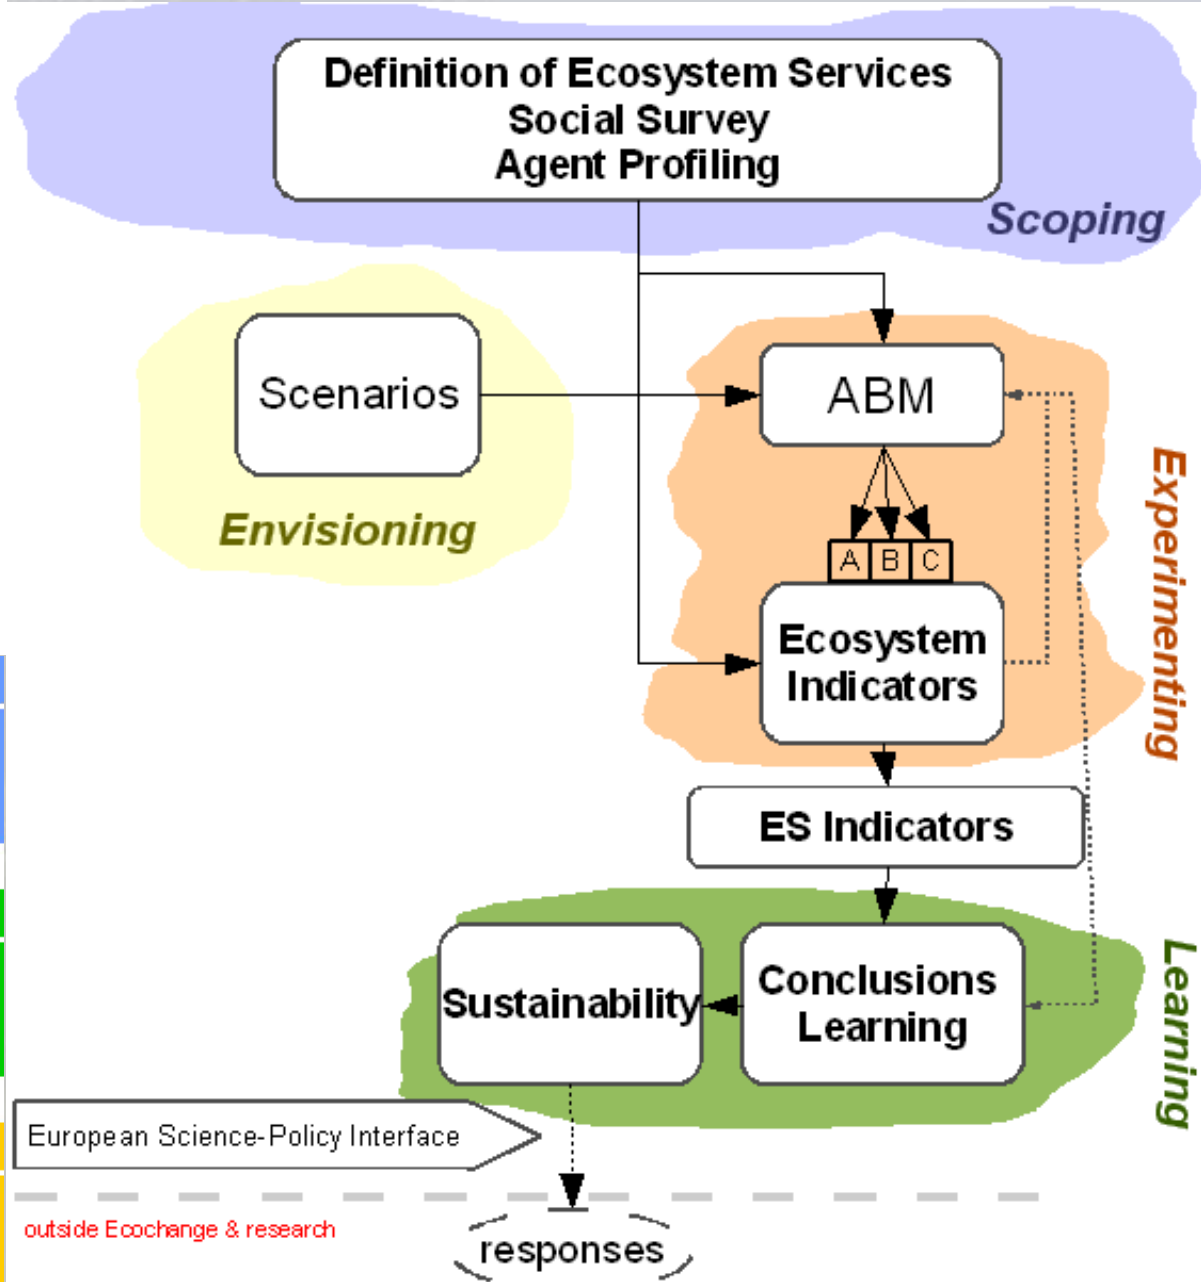 Definition of Ecosystem Services
Social Survey
Agent Profiling
Scoping
Scenarios
Envisioning
ABM
A B C
Ecosystem
Indicators
Experimenting
ES Indicators
Sustainability
Conclusions
Learning
Learning
European Science-Policy Interface
outside Ecochange & research
responses